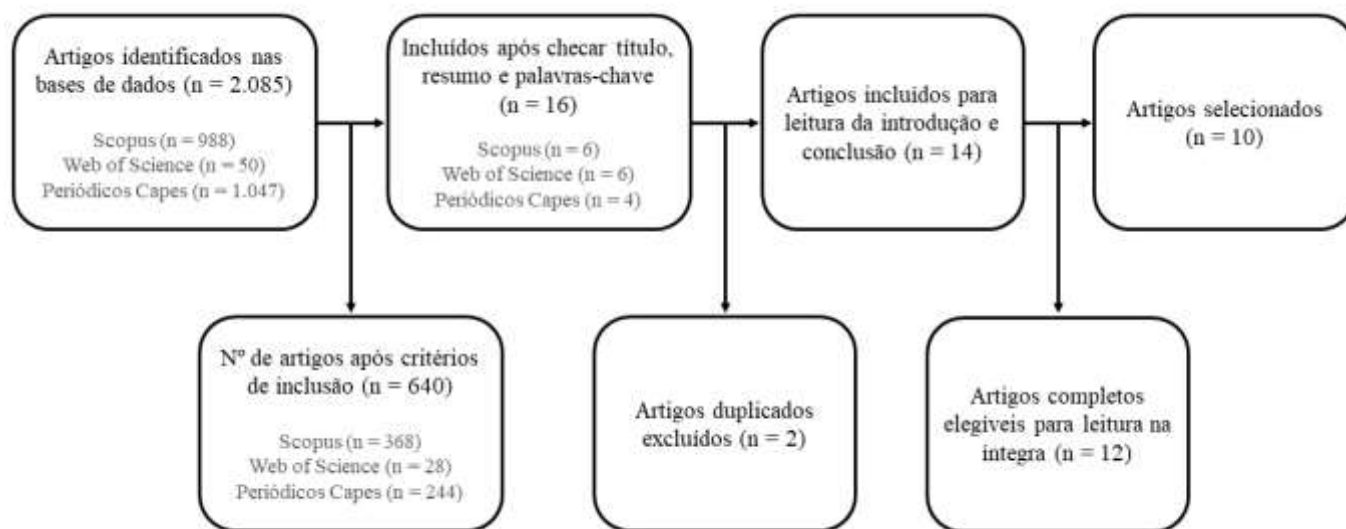 Artigos identificados nas
bases de dados (n = 2.085)
Scopus (n = 988)
Web of Science (n = 50)
Periódicos Capes (n = 1.047)
Incluídos após checar título,
resumo e palavras-chave
(n = 16)
Scopus (n = 6)
Web of Science (n = 6)
Periódicos Capes (n = 4)
Artigos incluídos para
leitura da introdução e
conclusão (n = 14)
Artigos selecionados
(n = 10)
Nº de artigos após critérios
de inclusão (n = 640)
Scopus (n = 368)
Web of Science (n = 28)
Periódicos Capes (n = 244)
Artigos duplicados
excluídos (n = 2)
Artigos completos
elegíveis para leitura na
integra (n = 12)